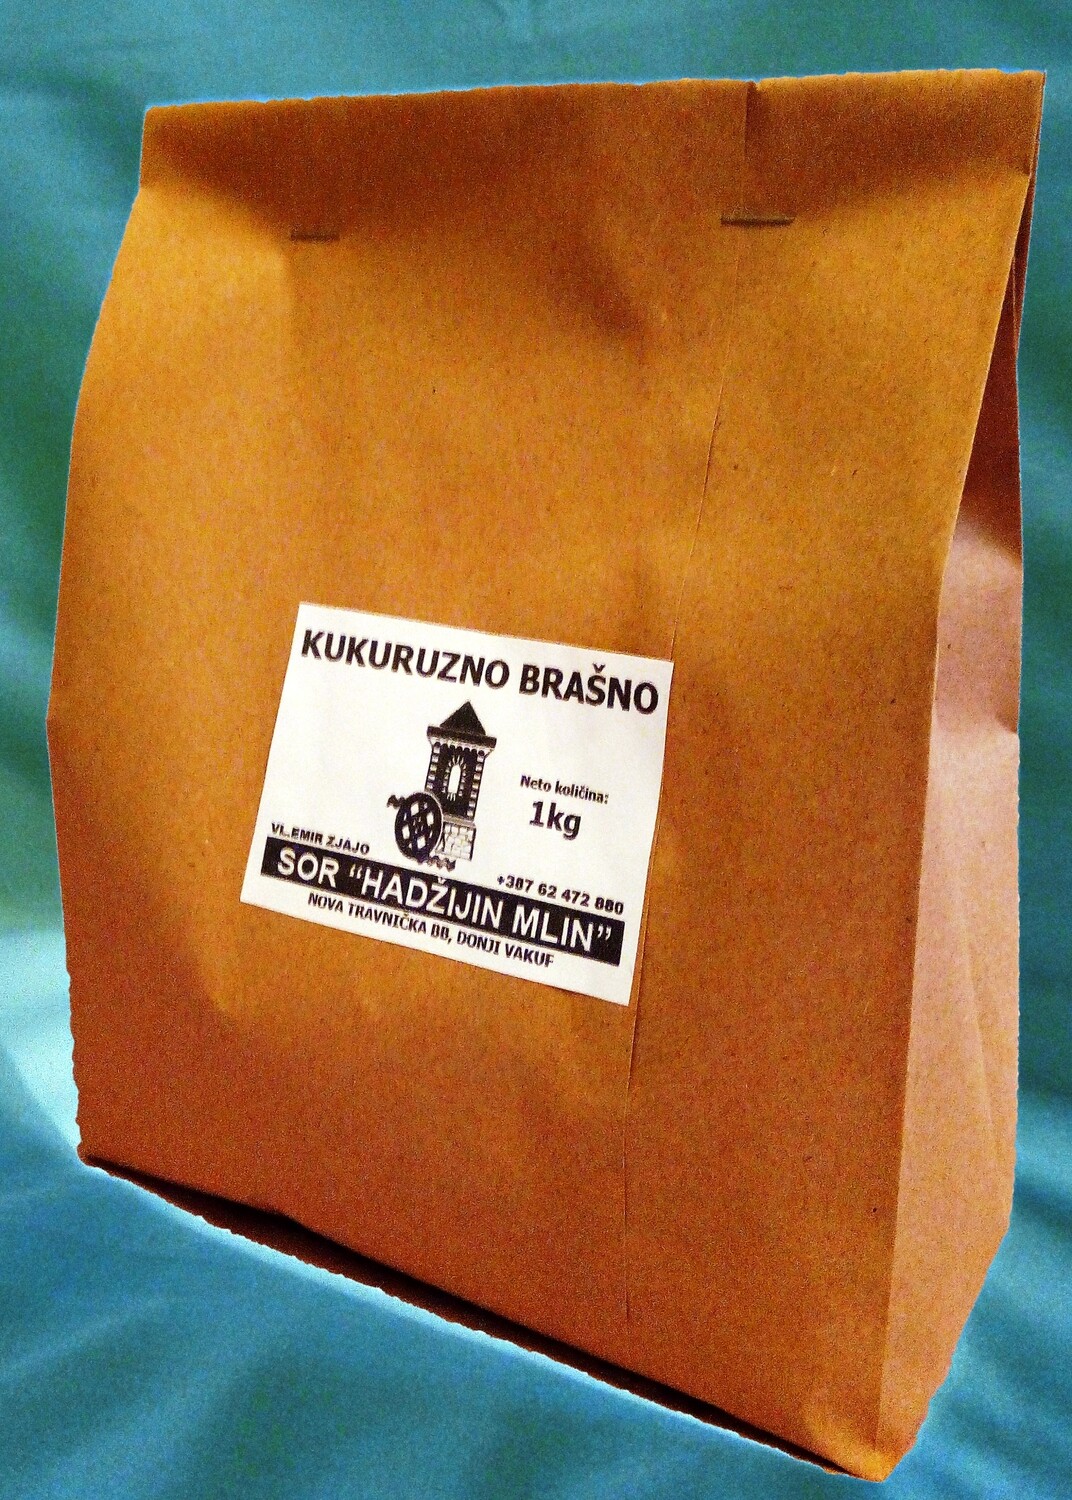 KUKURUZNO BRAŠNO
Neto količina:
1kg
VL.EMIR ZJAJO
+387 62 472 880
SOR “HADŽIJIN MLIN”
NOVA TRAVNIČKA BB, DONJI VAKUF